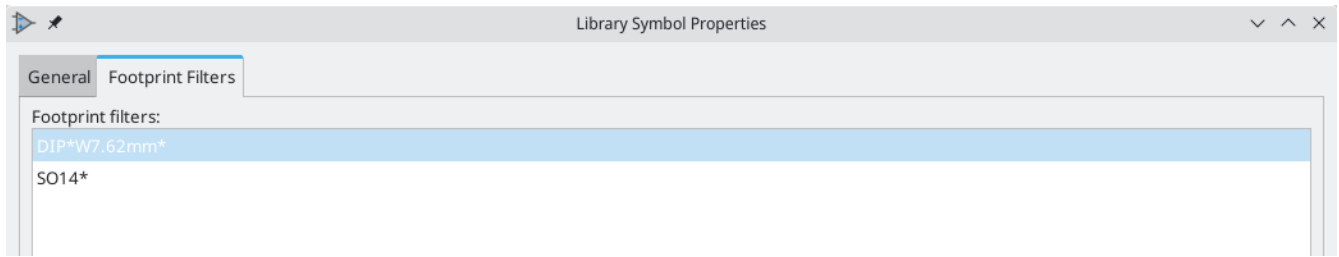 Library Symbol Properties
General Footprint Filters
Footprint filters:
DIP*W7.62mm*
SO14*